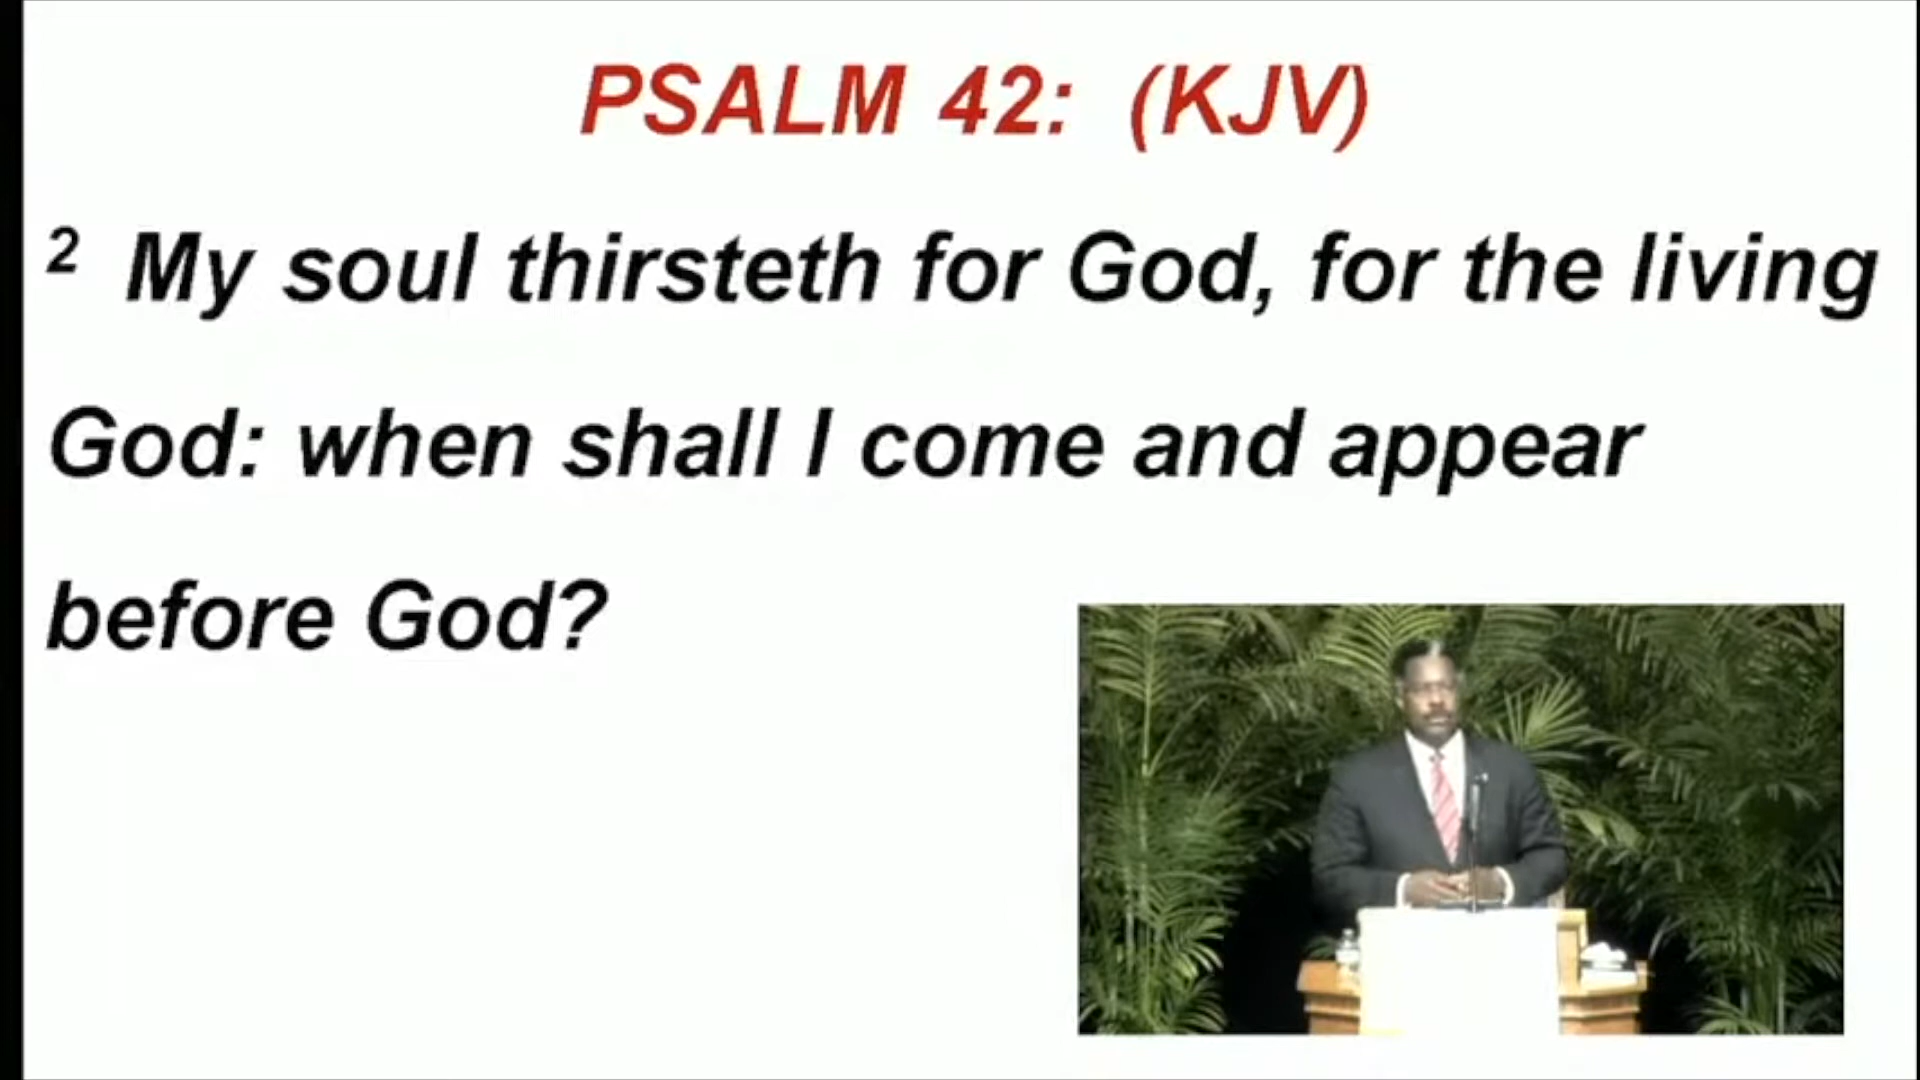 PSALM 42: (KJV)
2 My soul thirsteth for God, for the living
God: when shall I come and appear
before God?